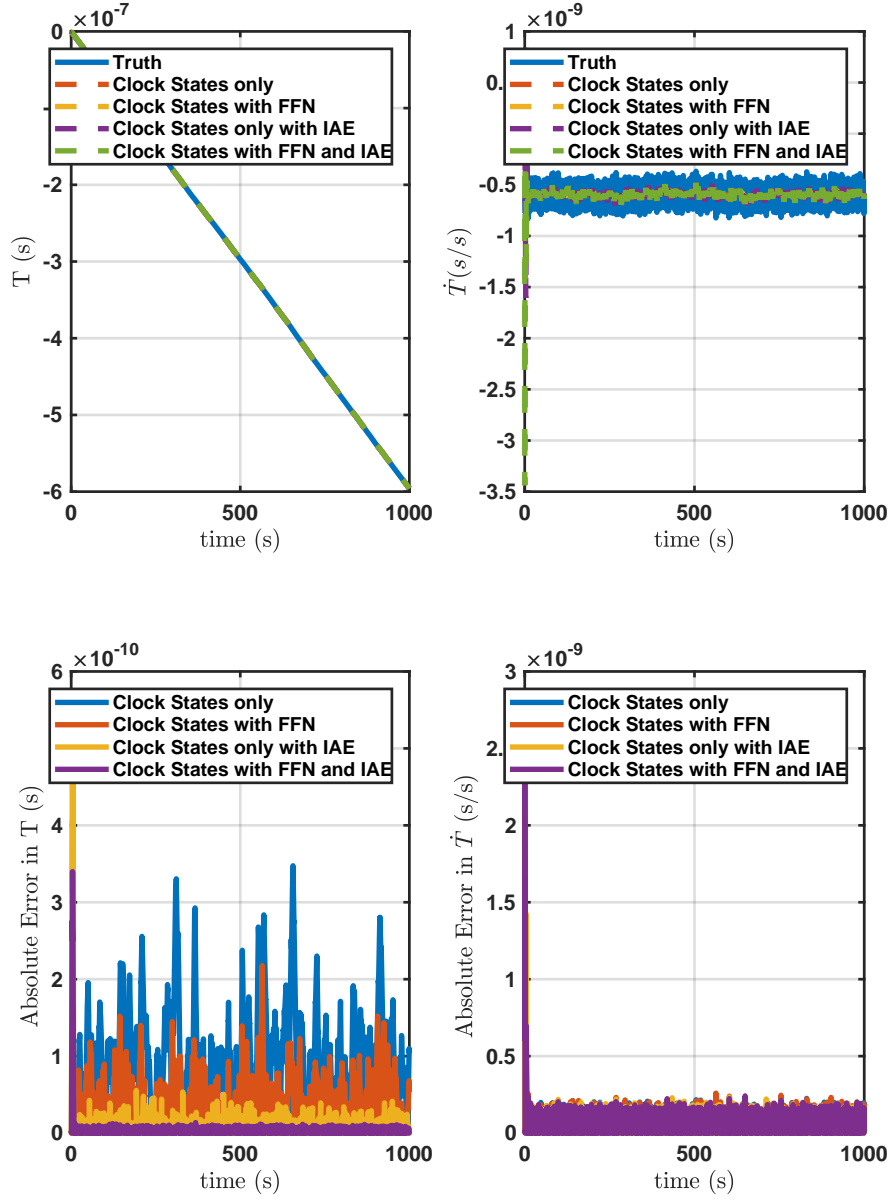 ×10^-7
0
-2
-3
-4
-5
-6
T (s)
0
500
1000
time (s)
Truth
Clock States only
Clock States with FFN
Clock States only with IAE
Clock States with FFN and IAE
×10^-9
1
0.
-0.5
-1
-1.5
-2
-2.5
-3
-3.5
Ṫ(s/s)
0
500
1000
time (s)
Truth
Clock States only
Clock States with FFN
Clock States only with IAE
Clock States with FFN and IAE
×10^-10
6
4
3
2
1
0
Absolute Error in T (s)
0
500
1000
time (s)
Clock States only
Clock States with FFN
Clock States only with IAE
Clock States with FFN and IAE
×10^-9
3
2.
2
1.5
1
0.5
0
Absolute Error in Ṫ (s/s)
0
500
1000
time (s)
Clock States only
Clock States with FFN
Clock States only with IAE
Clock States with FFN and IAE